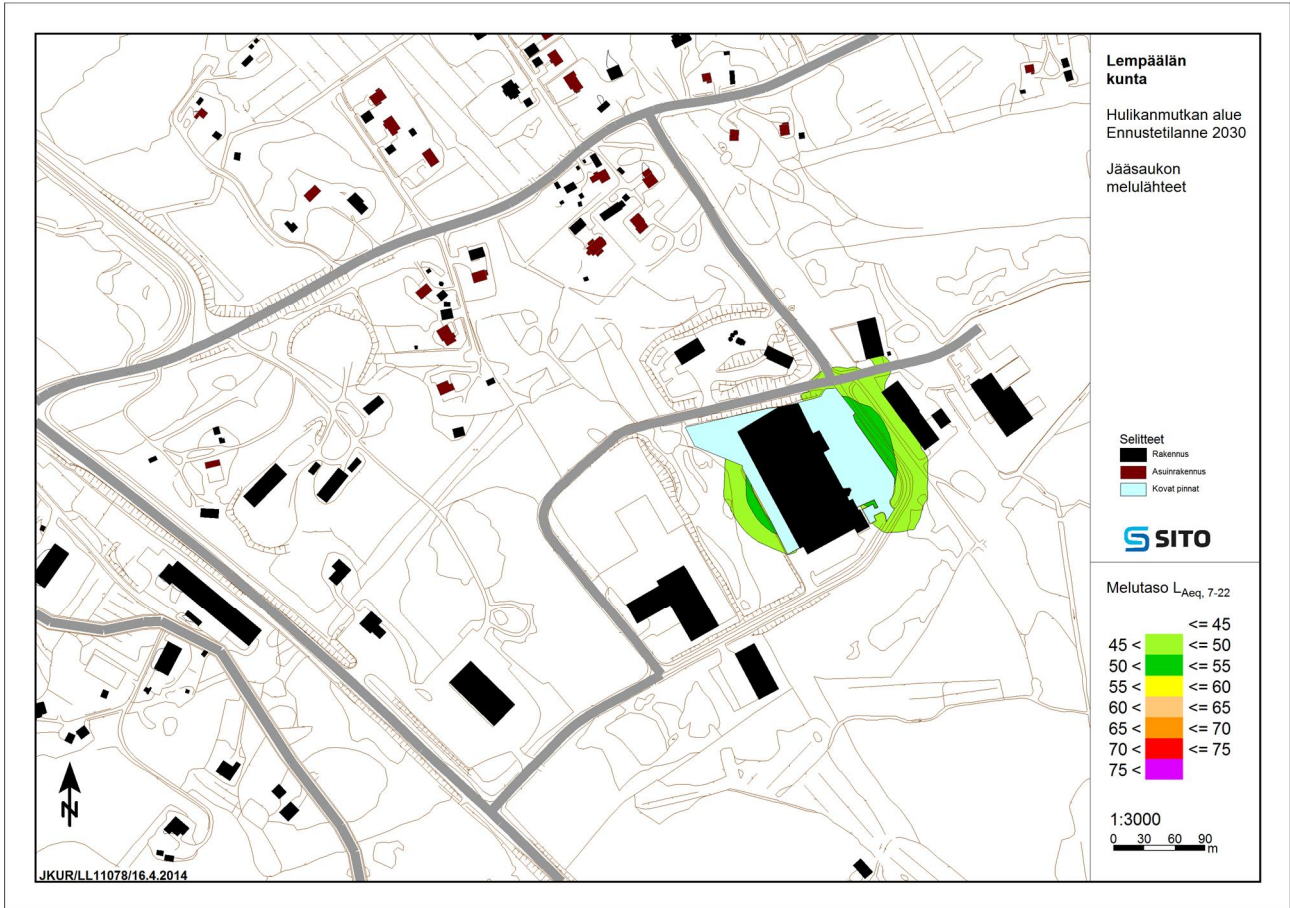 Lempäälän
kunta
Hulikanmutkan alue
Ennustetilanne 2030
Jääsaukon
melulähteet
Selitteet
Rakennus
Asuinrakennus
Kovat pinnat
SITO
Melutaso LAeq, 7-22
<= 45
45 < <= 50
50 < <= 55
55 < <= 60
60 < <= 65
65 < <= 70
70 < <= 75
75 <
1:3000
0 30 60 90
m
N
JKUR/LL11078/16.4.2014